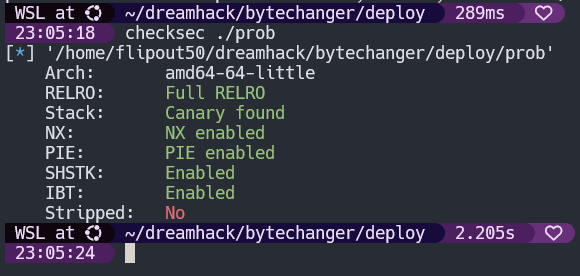 WSL at ~/dreamhack/bytechanger/deploy 289ms
23:05:18 checksec ./prob
[*] '/home/flipout50/dreamhack/bytechanger/deploy/prob'
Arch: amd64-64-little
RELRO: Full RELRO
Stack: Canary found
NX: NX enabled
PIE: PIE enabled
SHSTK: Enabled
IBT: Enabled
Stripped: No
WSL at ~/dreamhack/bytechanger/deploy 2.205s
23:05:24